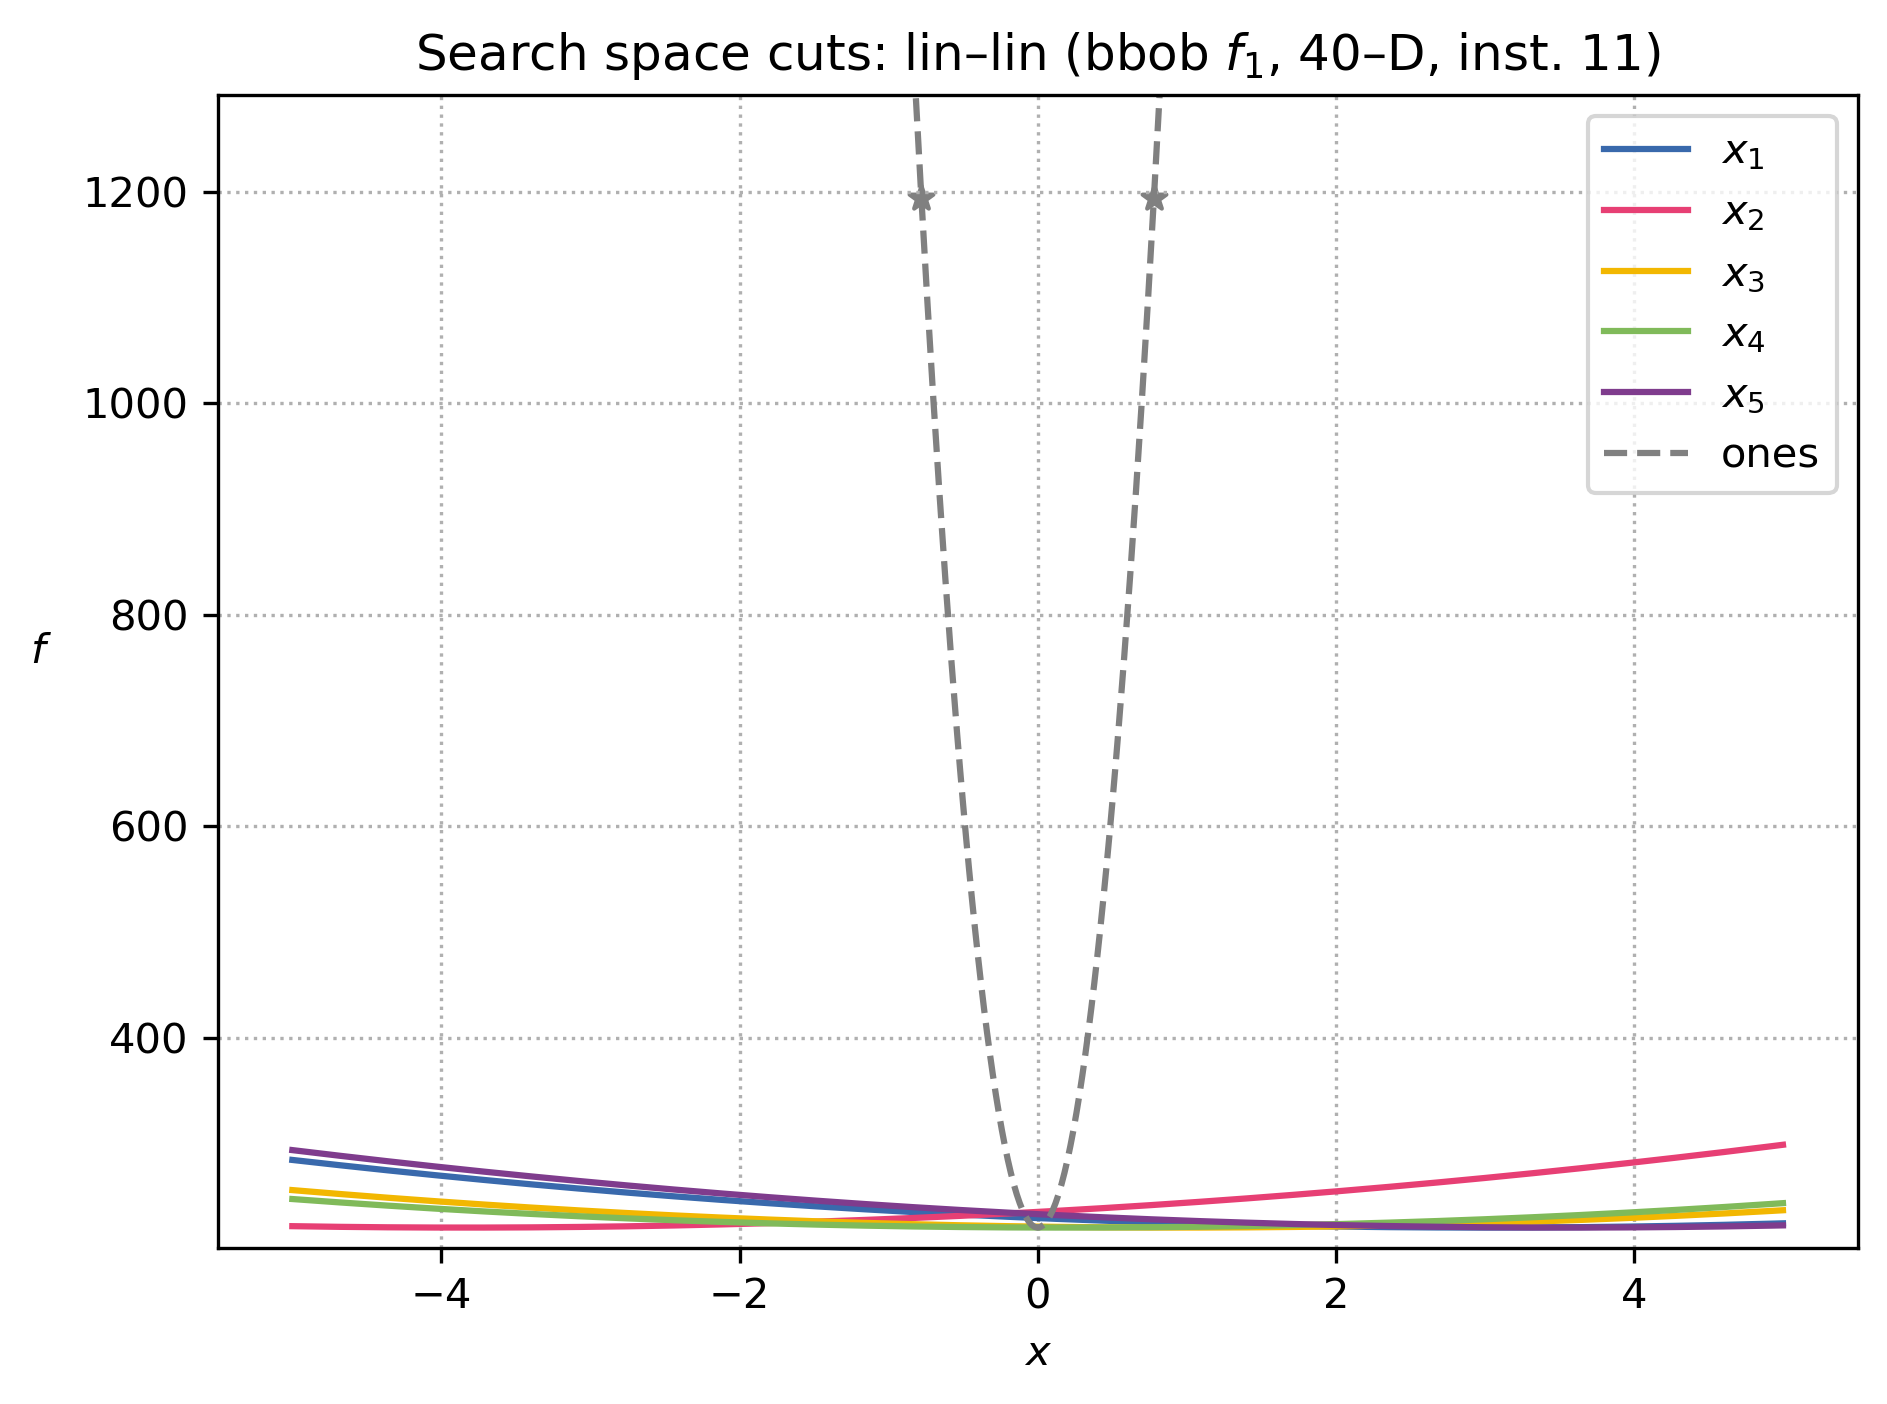 Search space cuts: lin–lin (bbob f₁, 40–D, inst. 11)
x₁
x₂
x₃
x₄
x₅
ones
1200
1000
800
600
400
f
−4
−2
0
2
4
x